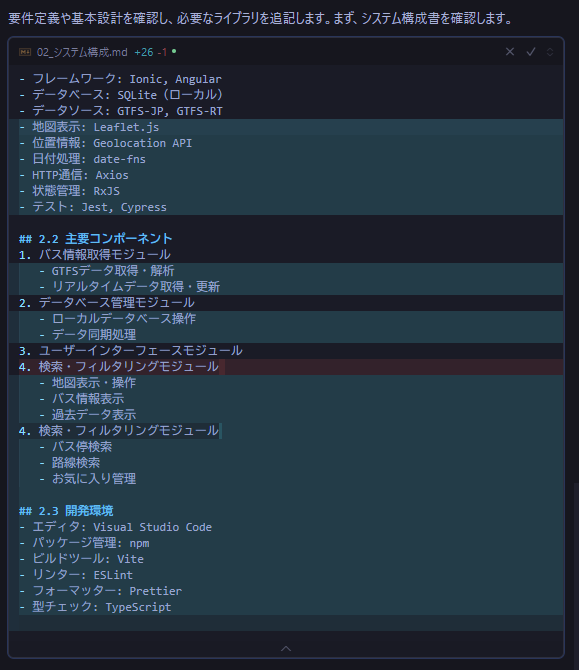 要件定義や基本設計を確認し、必要なライブラリを追記します。まず、システム構成書を確認します。
02_システム構成.md +26 -1
- フレームワーク: Ionic, Angular
- データベース: SQLite（ローカル）
- データソース: GTFS-JP, GTFS-RT
- 地図表示: Leaflet.js
- 位置情報: Geolocation API
- 日付処理: date-fns
- HTTP通信: Axios
- 状態管理: RxJS
- テスト: Jest, Cypress
## 2.2 主要コンポーネント
1. バス情報取得モジュール
- GTFSデータ取得・解析
- リアルタイムデータ取得・更新
2. データベース管理モジュール
- ローカルデータベース操作
- データ同期処理
3. ユーザーインターフェースモジュール
4. 検索・フィルタリングモジュール
- 地図表示・操作
- バス情報表示
- 過去データ表示
4. 検索・フィルタリングモジュール
- バス停検索
- 路線検索
- お気に入り管理
## 2.3 開発環境
- エディタ: Visual Studio Code
- パッケージ管理: npm
- ビルドツール: Vite
- リンター: ESLint
- フォーマッター: Prettier
- 型チェック: TypeScript